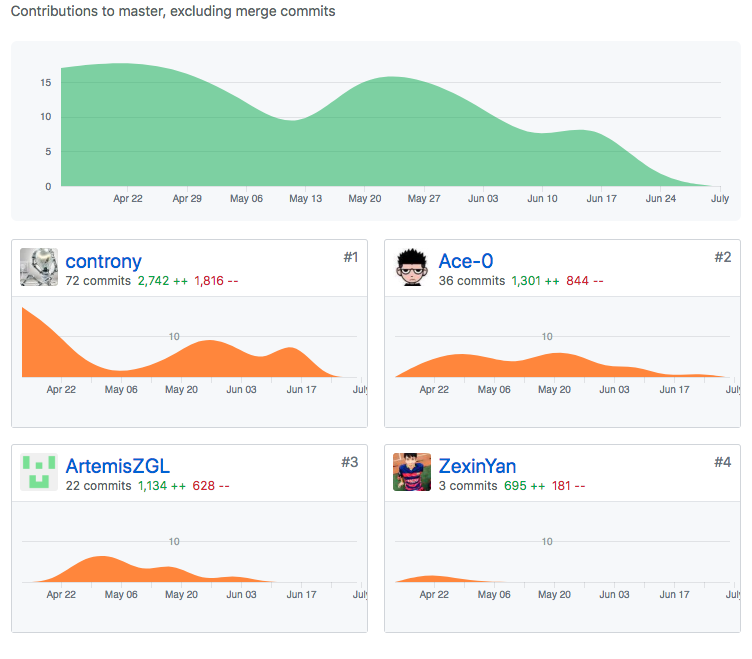 Contributions to master, excluding merge commits
15
10
5
0
Apr 22 Apr 29 May 06 May 13 May 20 May 27 Jun 03 Jun 10 Jun 17 Jun 24 July
controny #1
72 commits 2,742 ++ 1,816 --
10
Apr 22 May 06 May 20 Jun 03 Jun 17 July
Ace-0 #2
36 commits 1,301 ++ 844 --
10
Apr 22 May 06 May 20 Jun 03 Jun 17 July
ArtemisZGL #3
22 commits 1,134 ++ 628 --
10
Apr 22 May 06 May 20 Jun 03 Jun 17 July
ZexinYan #4
3 commits 695 ++ 181 --
10
Apr 22 May 06 May 20 Jun 03 Jun 17 July